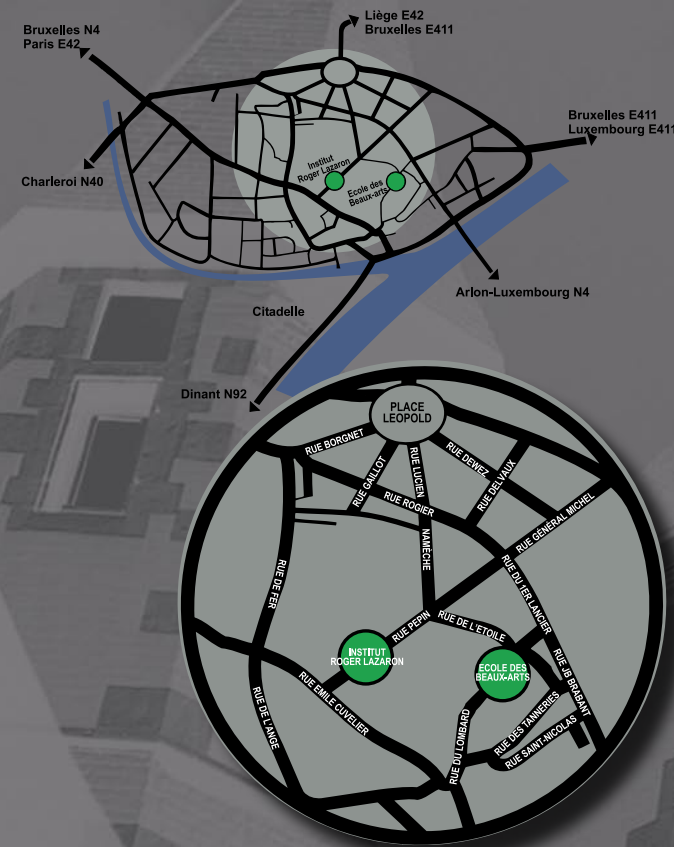 Liège E42
Bruxelles E411
Bruxelles N4
Paris E42
Bruxelles E411
Luxembourg E411
Institut
Roger Lazaron
Ecole des
Beaux-arts
Charleroi N40
Arlon-Luxembourg N4
Citadelle
Dinant N92
PLACE
LEOPOLD
RUE BORGNET
RUE GAILLOT
RUE LUCIEN
NAMÈCHE
RUE DEWEZ
RUE DELVAUX
RUE ROGIER
RUE GÉNÉRAL MICHEL
RUE DE FER
RUE DU 1ER LANCIER
RUE PEPIN
RUE DE L'ETOILE
INSTITUT
ROGER LAZARON
ECOLE DES
BEAUX-ARTS
RUE JB BRABANT
RUE EMILE CUVELIER
RUE DE L'ANGE
RUE DU LOMBARD
RUE DES TANNERIES
RUE SAINT-NICOLAS